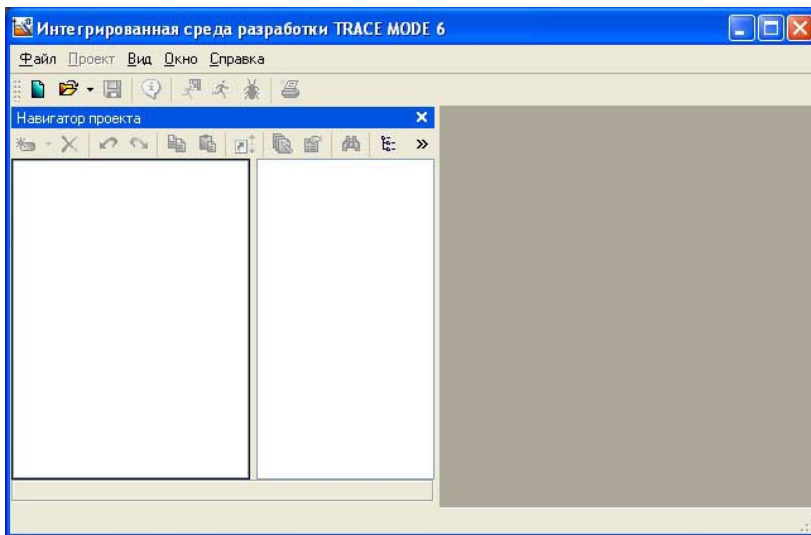 Интегрированная среда разработки TRACE MODE 6
Файл Проект Вид Окно Справка
Навигатор проекта